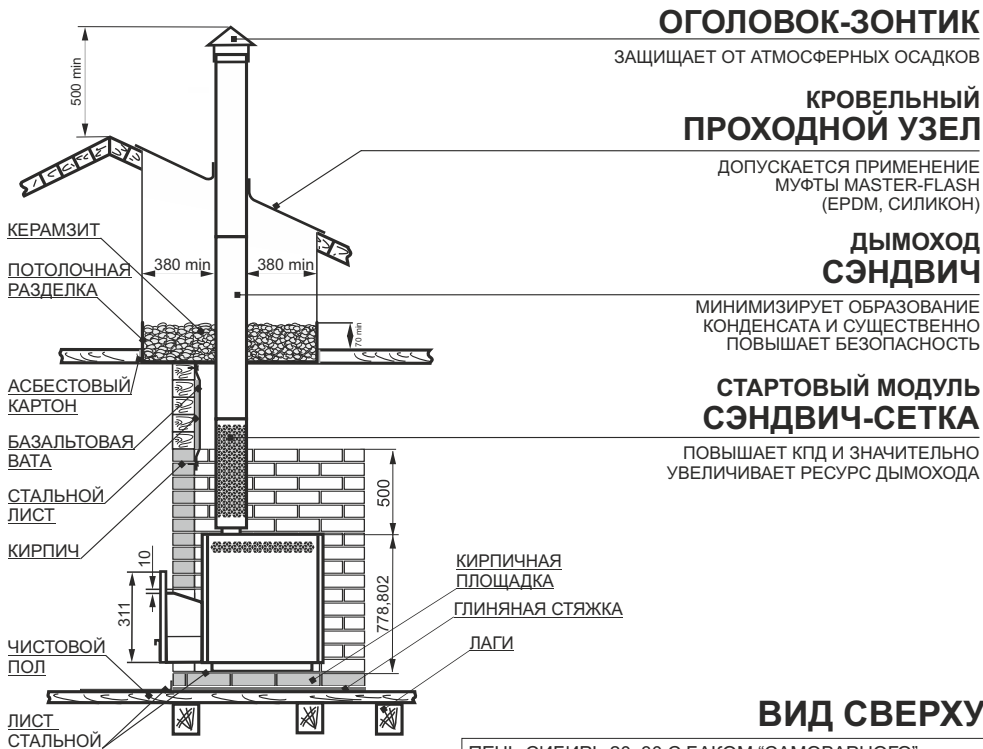 ОГОЛОВОК-ЗОНТИК
ЗАЩИЩАЕТ ОТ АТМОСФЕРНЫХ ОСАДКОВ
500 min
КРОВЕЛЬНЫЙ
ПРОХОДНОЙ УЗЕЛ
ДОПУСКАЕТСЯ ПРИМЕНЕНИЕ
МУФТЫ MASTER-FLASH
(EPDM, СИЛИКОН)
КЕРАМЗИТ
ПОТОЛОЧНАЯ
РАЗДЕЛКА
380 min
380 min
70 min
ДЫМОХОД
СЭНДВИЧ
МИНИМИЗИРУЕТ ОБРАЗОВАНИЕ
КОНДЕНСАТА И СУЩЕСТВЕННО
ПОВЫШАЕТ БЕЗОПАСНОСТЬ
АСБЕСТОВЫЙ
КАРТОН
БАЗАЛЬТОВАЯ
ВАТА
СТАЛЬНОЙ
ЛИСТ
КИРПИЧ
СТАРТОВЫЙ МОДУЛЬ
СЭНДВИЧ-СЕТКА
ПОВЫШАЕТ КПД И ЗНАЧИТЕЛЬНО
УВЕЛИЧИВАЕТ РЕСУРС ДЫМОХОДА
500
10
311
778,802
КИРПИЧНАЯ
ПЛОЩАДКА
ГЛИНЯНАЯ СТЯЖКА
ЛАГИ
ЧИСТОВОЙ
ПОЛ
ЛИСТ
СТАЛЬНОЙ
ВИД СВЕРХУ